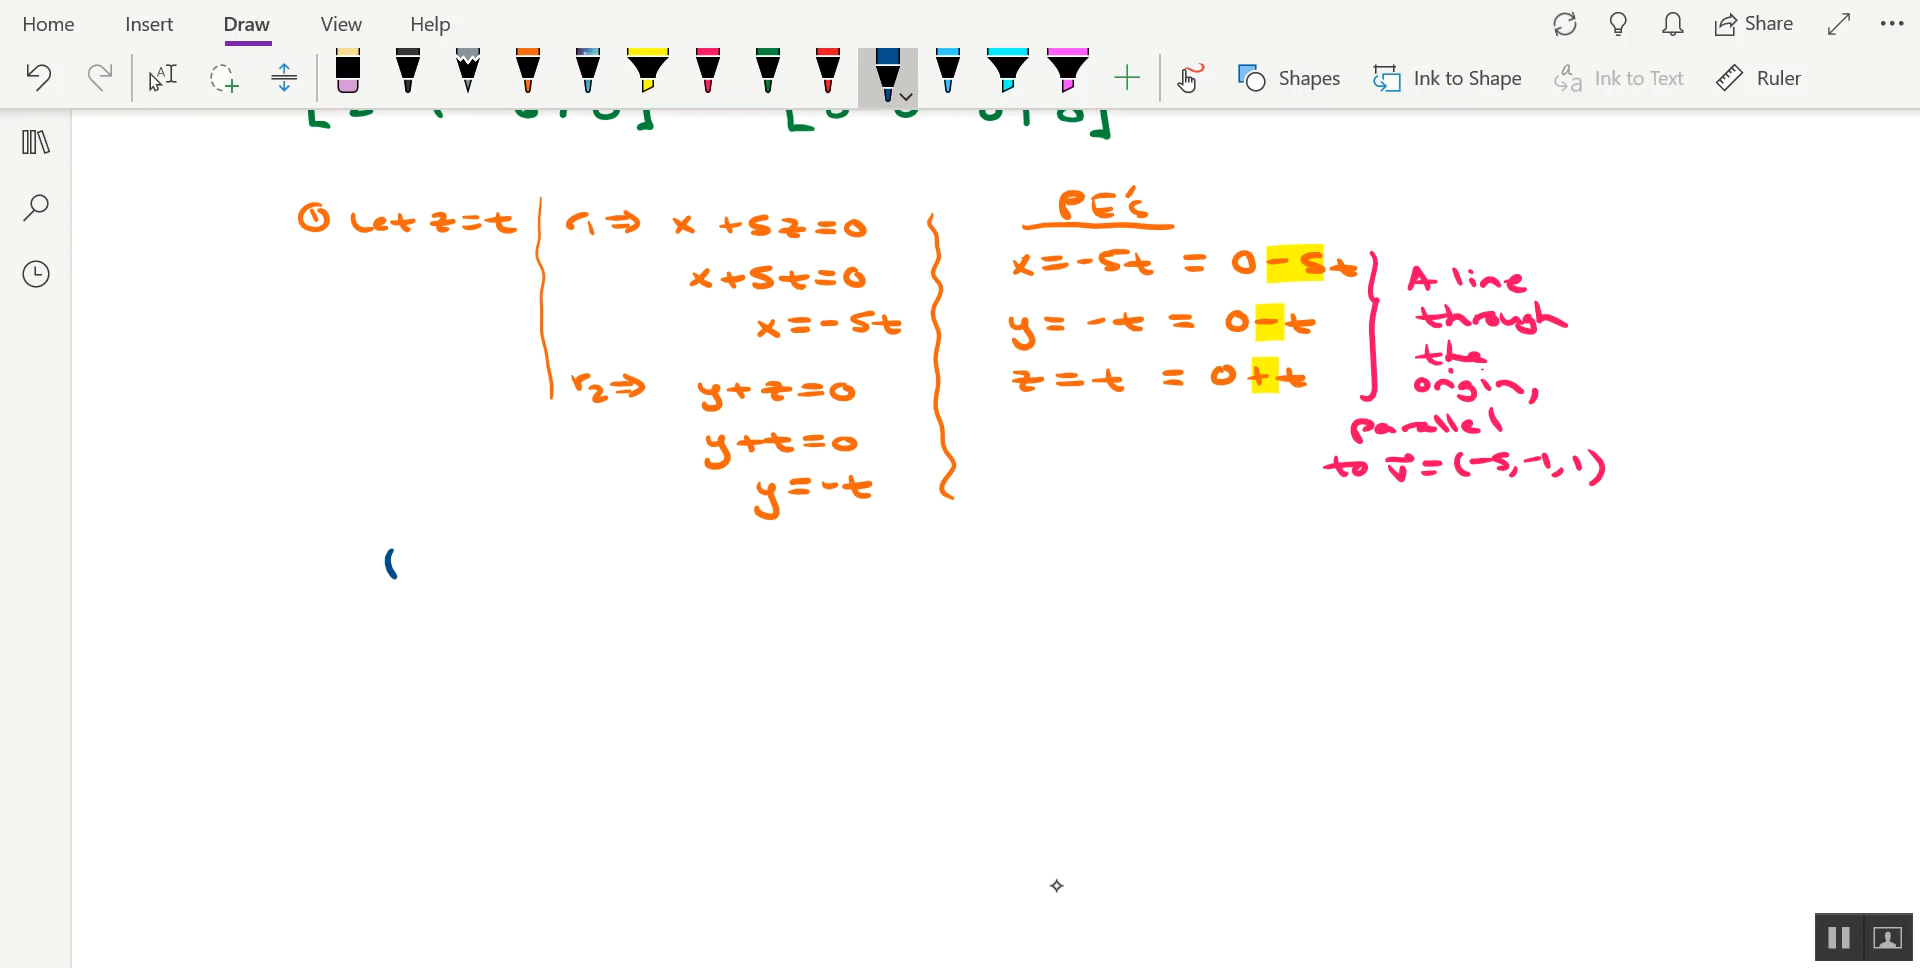 Home Insert Draw View Help Share
Shapes Ink to Shape Ink to Text Ruler
① Let z=t
r₁ ⇒ x +5z=0
x+5t=0
x=-5t
r₂ ⇒ y+z=0
y+t=0
y=-t
PE's
x=-5t = 0-5t
y=-t = 0-t
z=t = 0+t
A line
through
the
origin,
parallel
to v⃗=(-5,-1,1)
(